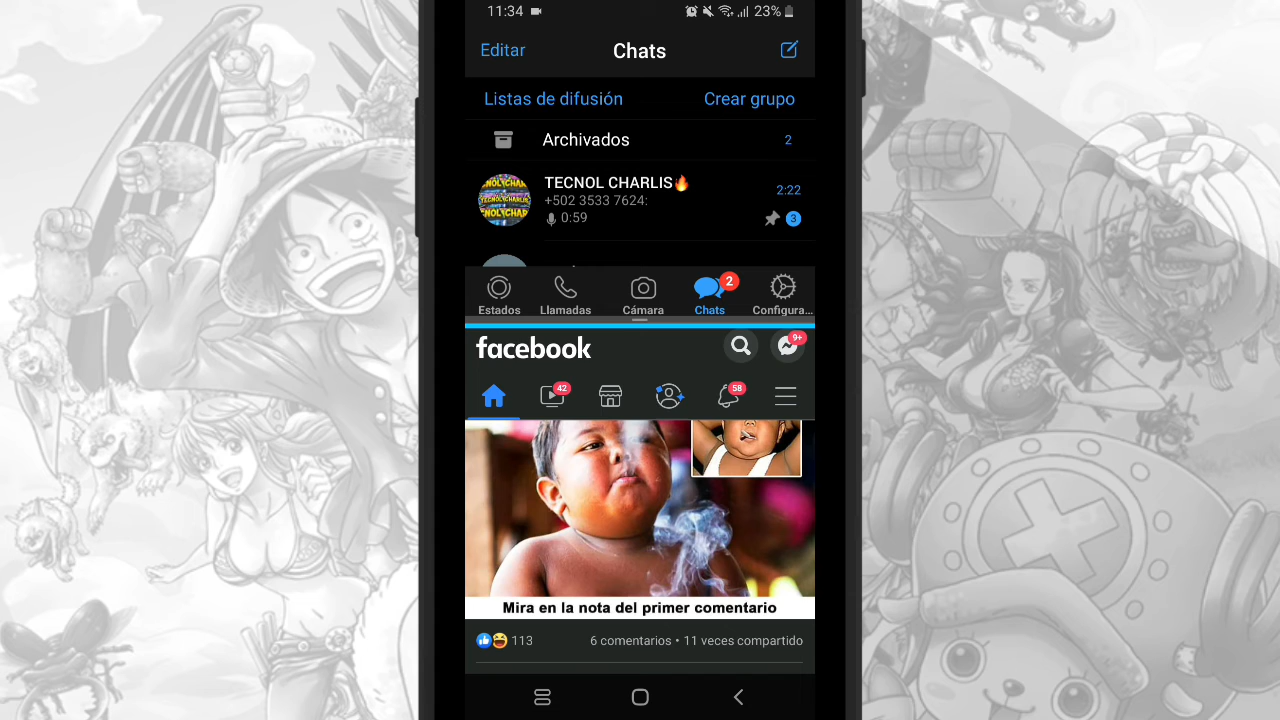 11:34
23%
Editar
Chats
Listas de difusión
Crear grupo
Archivados
2
TECNOL CHARLIS🔥
2:22
+502 3533 7624:
0:59
3
TECNOL CHARLIS
Estados
Llamadas
Cámara
2
Chats
Configura...
facebook
9+
42
58
Mira en la nota del primer comentario
113
6 comentarios • 11 veces compartido